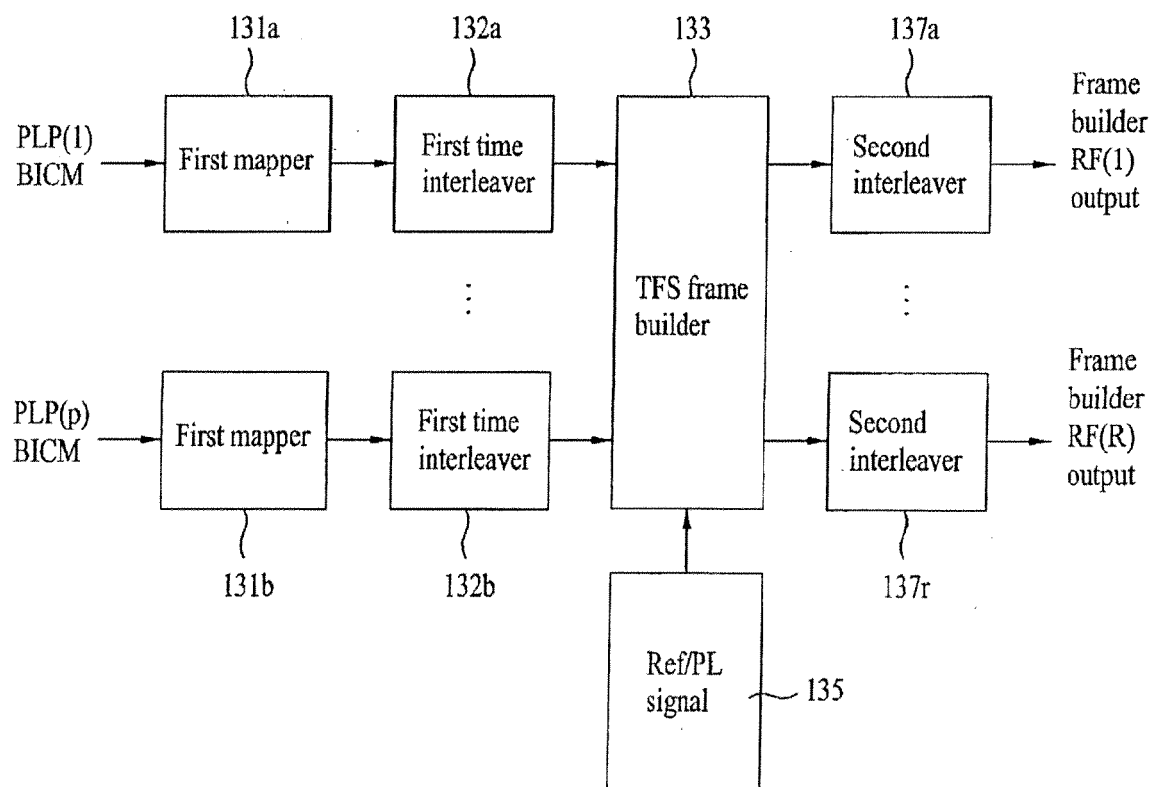 131a
132a
133
137a
PLP(1)
BICM
First mapper
First time
interleaver
Second
interleaver
Frame
builder
RF(1)
output
TFS frame
builder
PLP(p)
BICM
First mapper
First time
interleaver
Second
interleaver
Frame
builder
RF(R)
output
131b
132b
137r
Ref/PL
signal
135